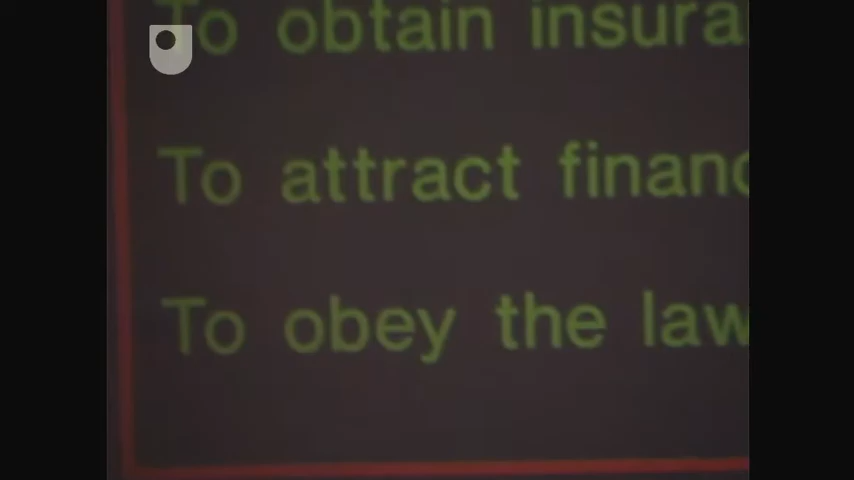 To obtain insura
To attract financ
To obey the law